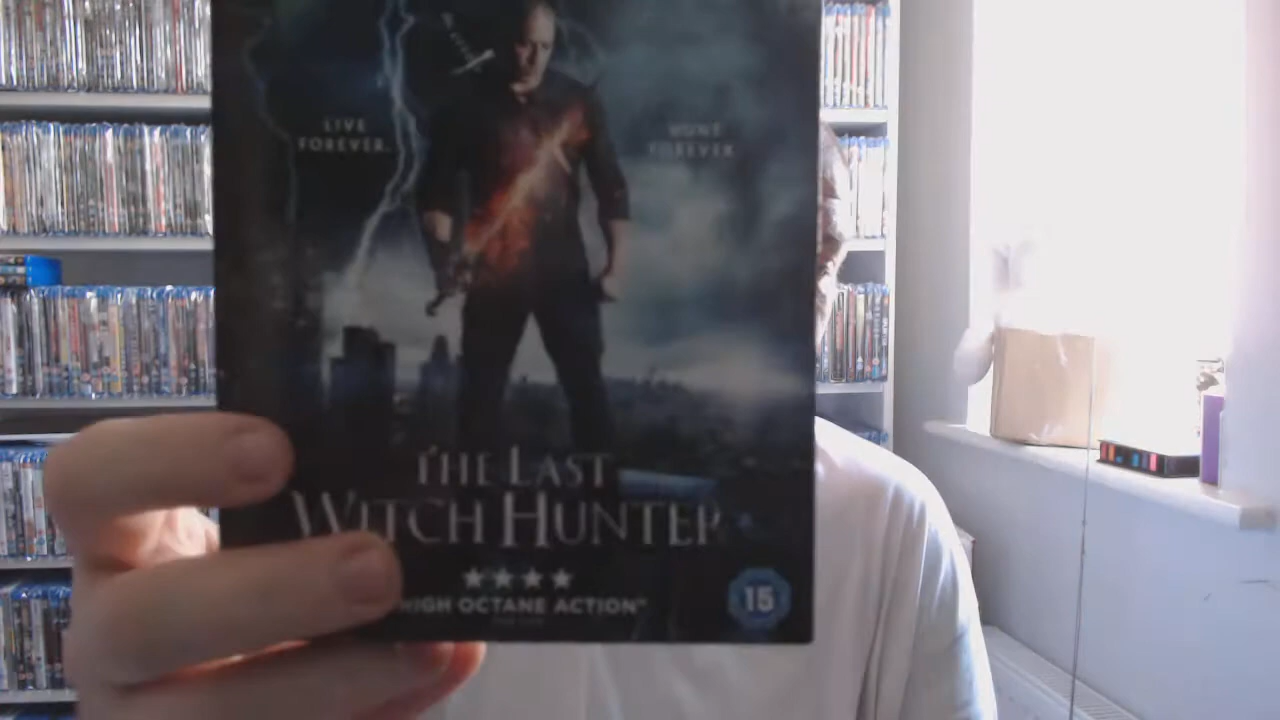 LIVE
FOREVER.
HUNT
FOREVER
THE LAST
WITCH HUNTER
HIGH OCTANE ACTION"
15